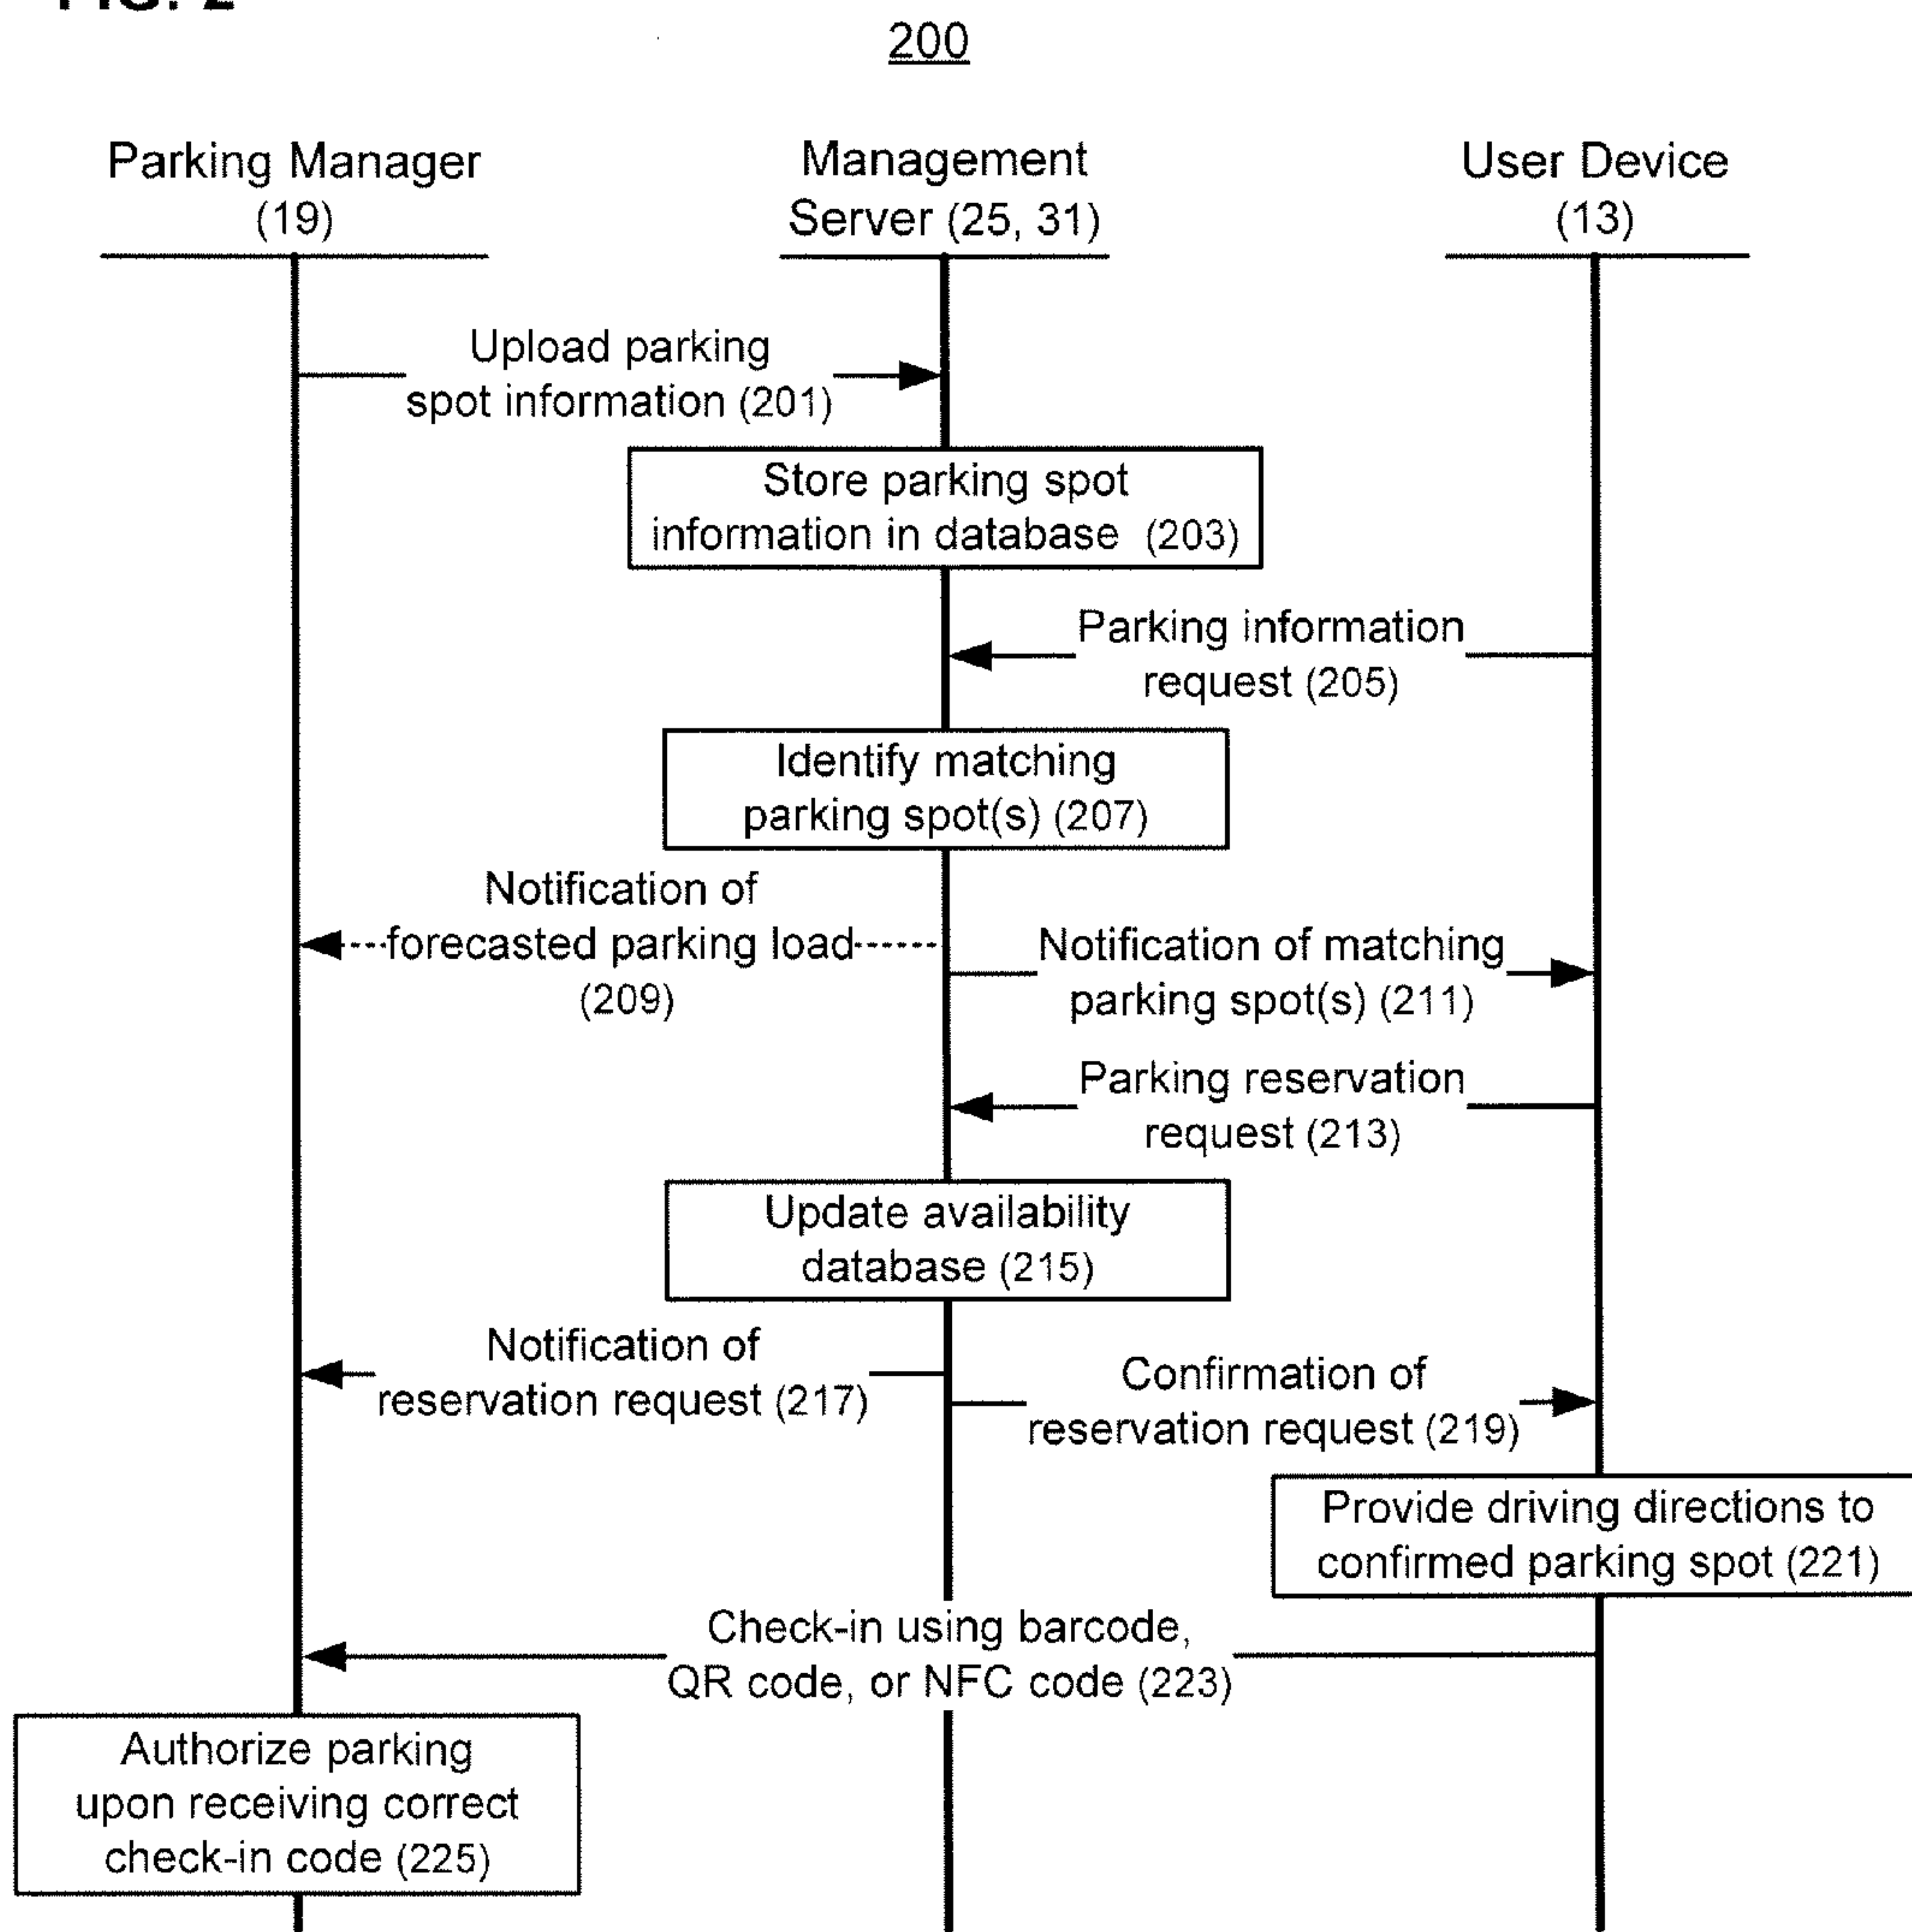 200
Parking Manager
(19)
Management
Server (25, 31)
User Device
(13)
Upload parking
spot information (201)
Store parking spot
information in database (203)
Parking information
request (205)
Identify matching
parking spot(s) (207)
Notification of
forecasted parking load
(209)
Notification of matching
parking spot(s) (211)
Parking reservation
request (213)
Update availability
database (215)
Notification of
reservation request (217)
Confirmation of
reservation request (219)
Provide driving directions to
confirmed parking spot (221)
Check-in using barcode,
QR code, or NFC code (223)
Authorize parking
upon receiving correct
check-in code (225)